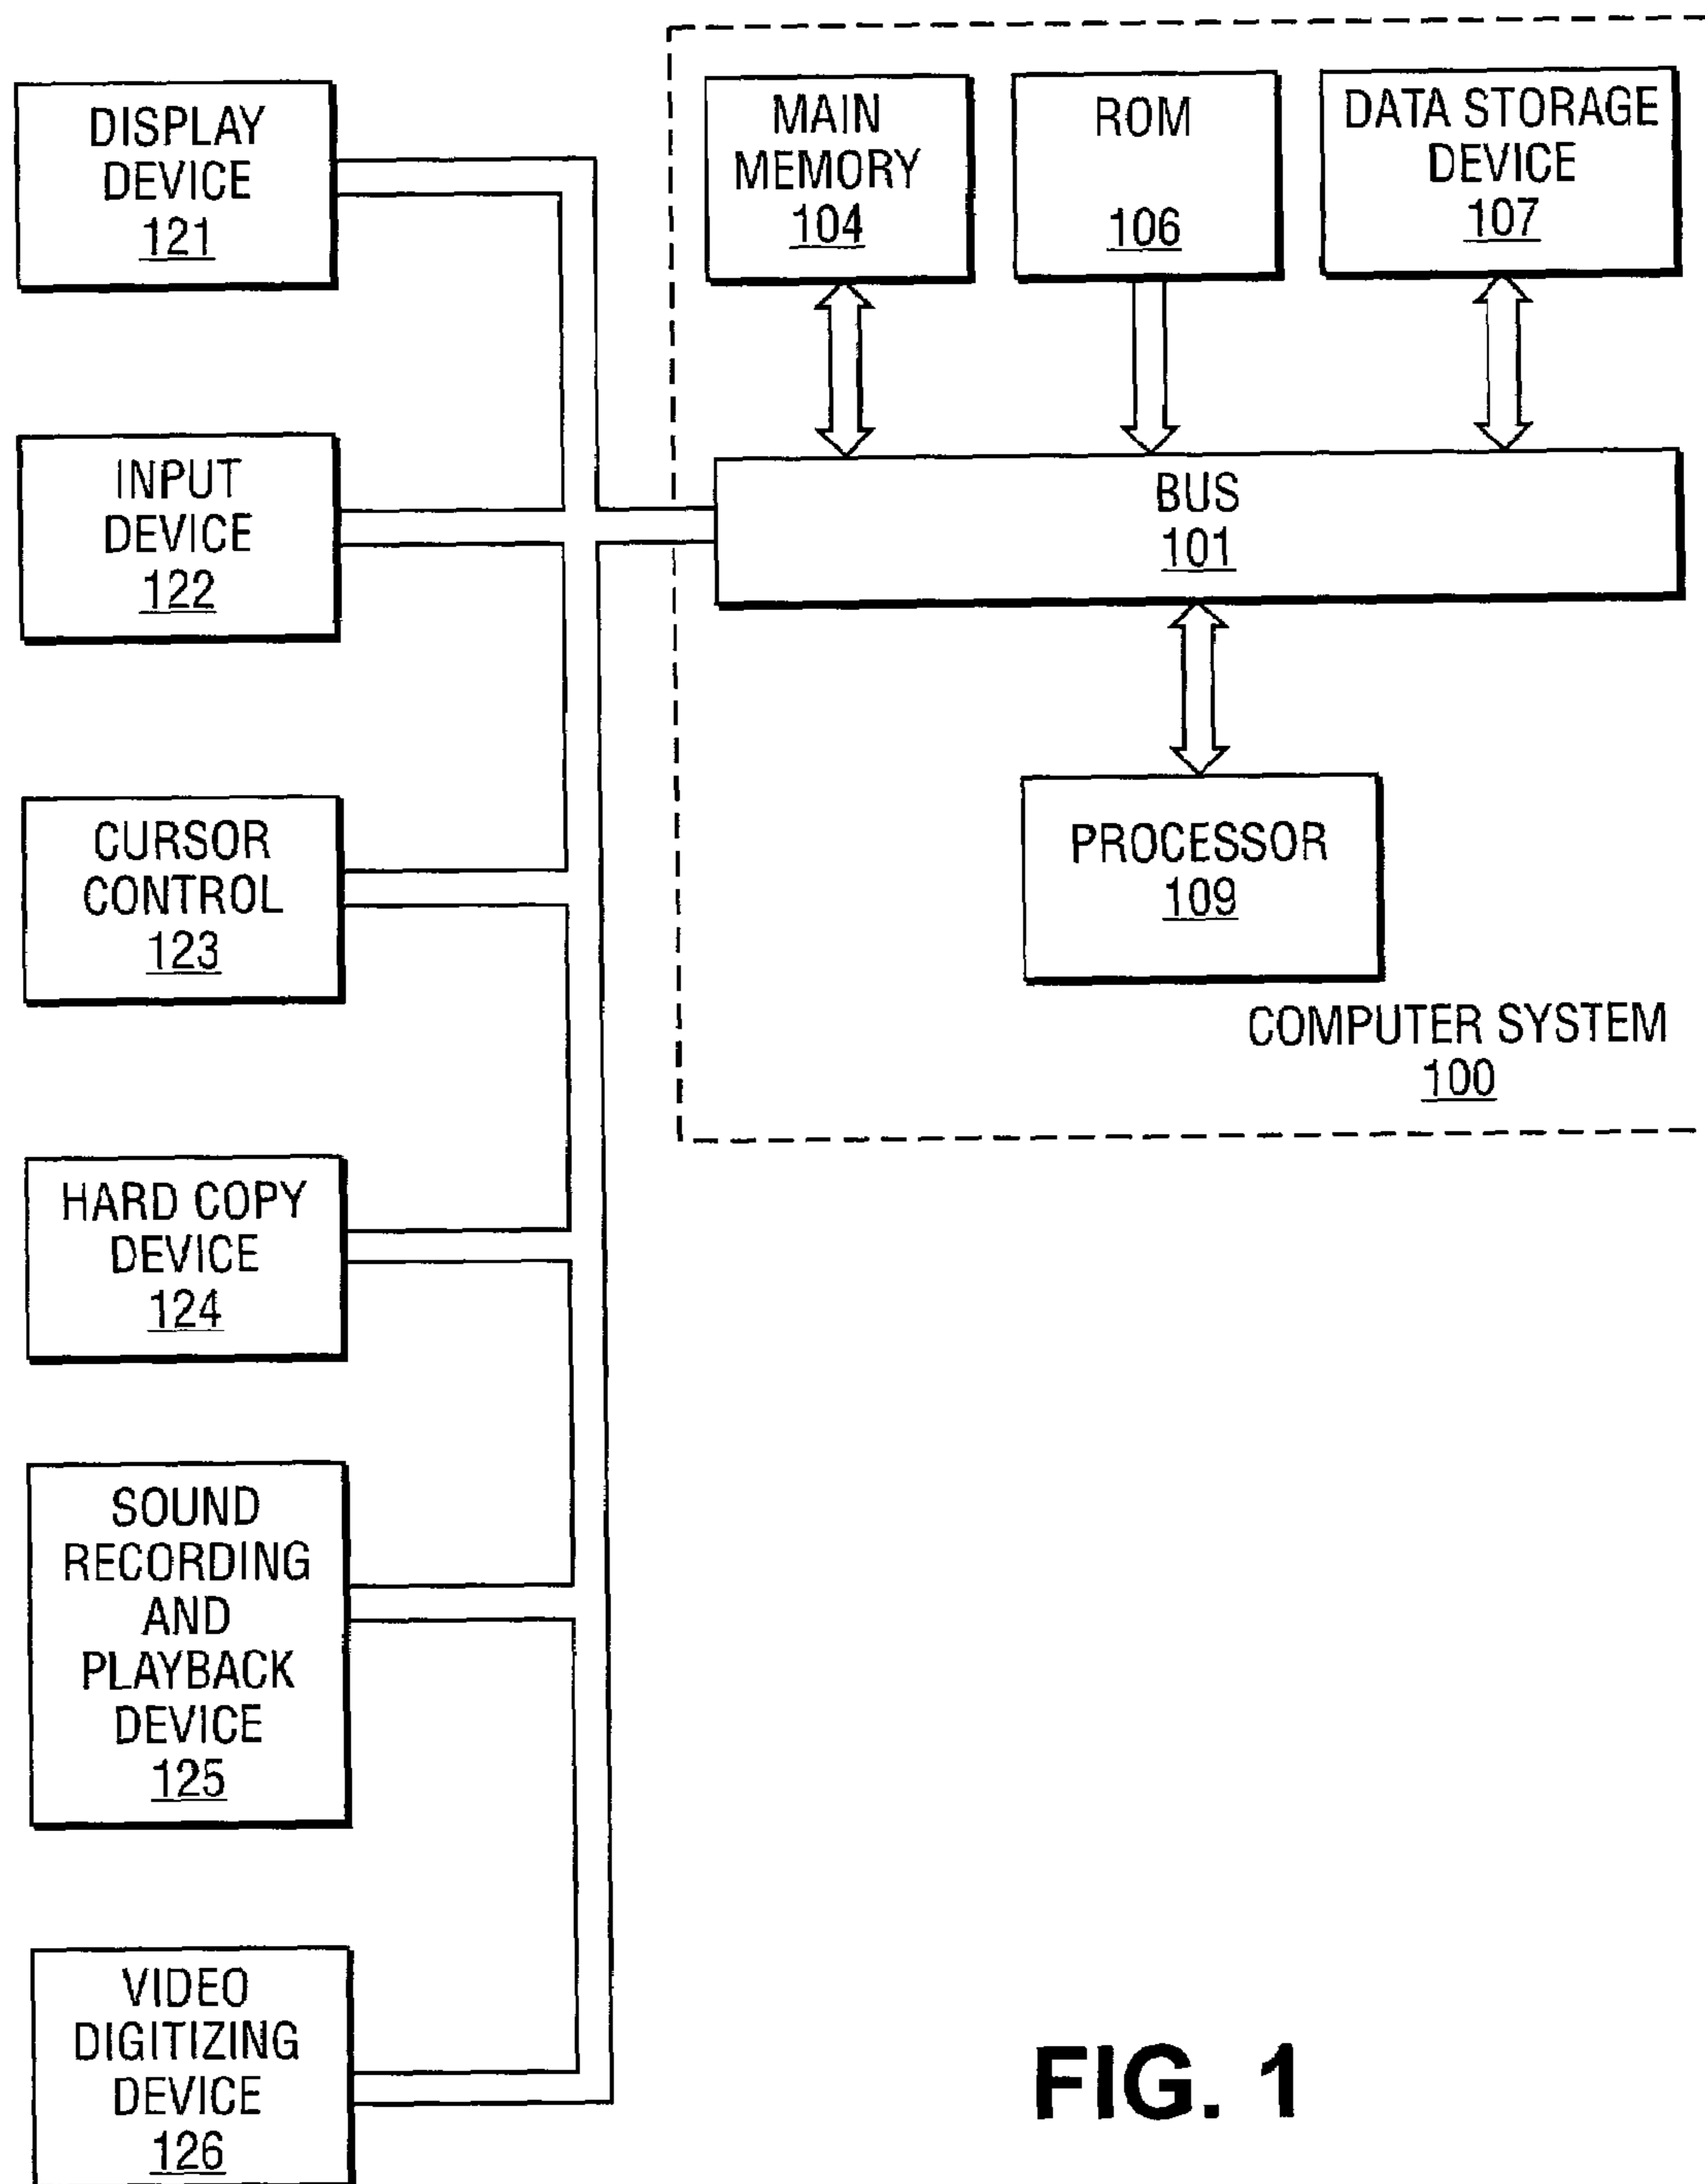 DISPLAY
DEVICE
121
INPUT
DEVICE
122
CURSOR
CONTROL
123
HARD COPY
DEVICE
124
SOUND
RECORDING
AND
PLAYBACK
DEVICE
125
VIDEO
DIGITIZING
DEVICE
126
MAIN
MEMORY
104
ROM
106
DATA STORAGE
DEVICE
107
BUS
101
PROCESSOR
109
COMPUTER SYSTEM
100
FIG. 1